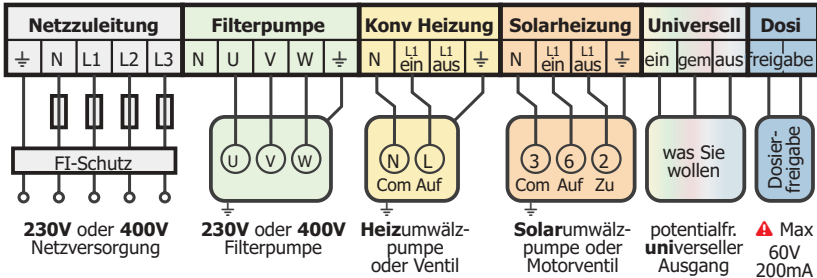 Netzzuleitung Filterpumpe Konv Heizung Solarheizung Universell Dosi
⏚ N L1 L2 L3 N U V W ⏚ N L1 ein L1 aus ⏚ N L1 ein L1 aus ⏚ ein gem aus freigabe
FI-Schutz
U V W
N L
Com Auf
3 6 2
Com Auf Zu
was Sie
wollen
Dosier-
freigabe
230V oder 400V
Netzversorgung
230V oder 400V
Filterpumpe
Heizumwälz-
pumpe
oder Ventil
Solarumwälz-
pumpe oder
Motorventil
potentialfr.
universeller
Ausgang
Max
60V
200mA